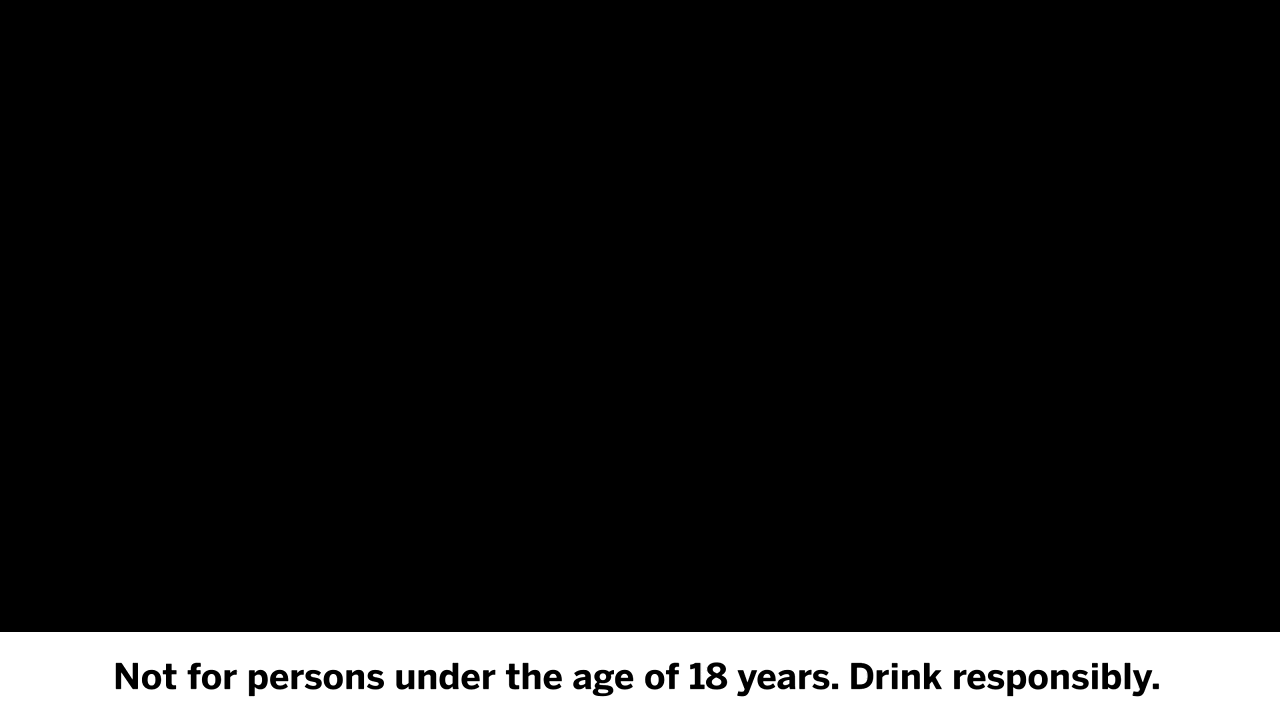 Not for persons under the age of 18 years. Drink responsibly.